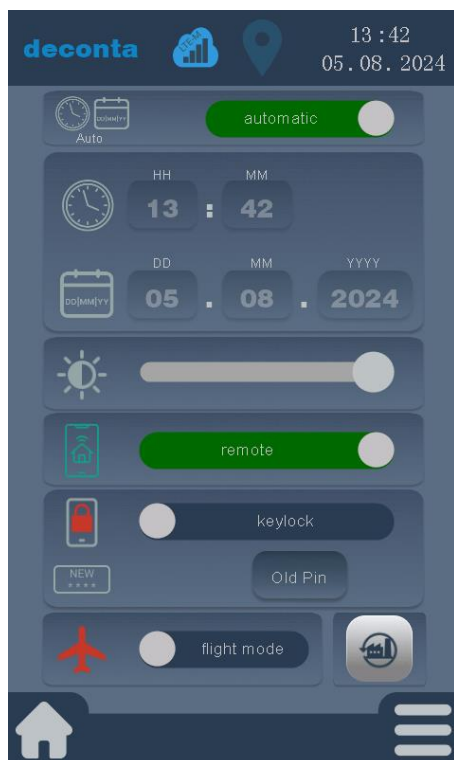 deconta
LTE-M
13:42
05.08.2024
DD|MM|YY
Auto
automatic
HH MM
13 : 42
DD MM YYYY
DD|MM|YY
05 . 08 . 2024
remote
keylock
NEW
****
Old Pin
flight mode